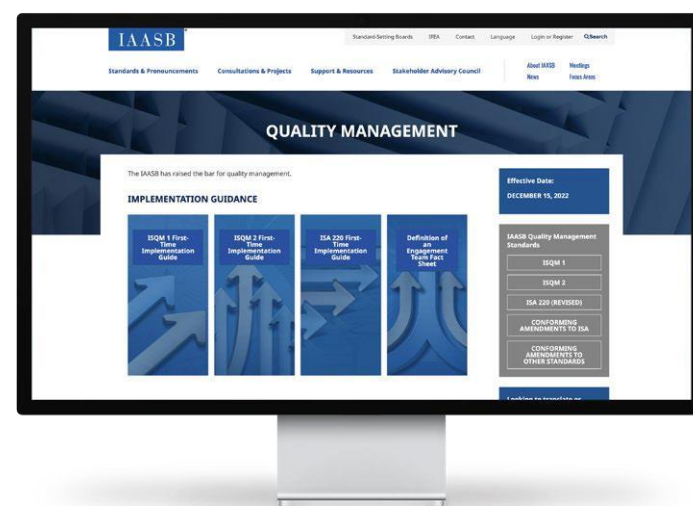 IAASB
Standard-Setting Boards IFEA Contact Language Login or Register Search
Standards & Pronouncements Consultations & Projects Support & Resources Stakeholder Advisory Council
About IAASB Meetings
News Focus Areas
QUALITY MANAGEMENT
The IAASB has raised the bar for quality management.
IMPLEMENTATION GUIDANCE
ISQM 1 First-
Time
Implementation
Guide
ISQM 2 First-
Time
Implementation
Guide
ISA 220 First-
Time
Implementation
Guide
Definition of
an
Engagement
Team Fact
Sheet
Effective Date:
DECEMBER 15, 2022
IAASB Quality Management
Standards
ISQM 1
ISQM 2
ISA 220 (REVISED)
CONFORMING
AMENDMENTS TO ISA
CONFORMING
AMENDMENTS TO
OTHER STANDARDS
Looking to translate or